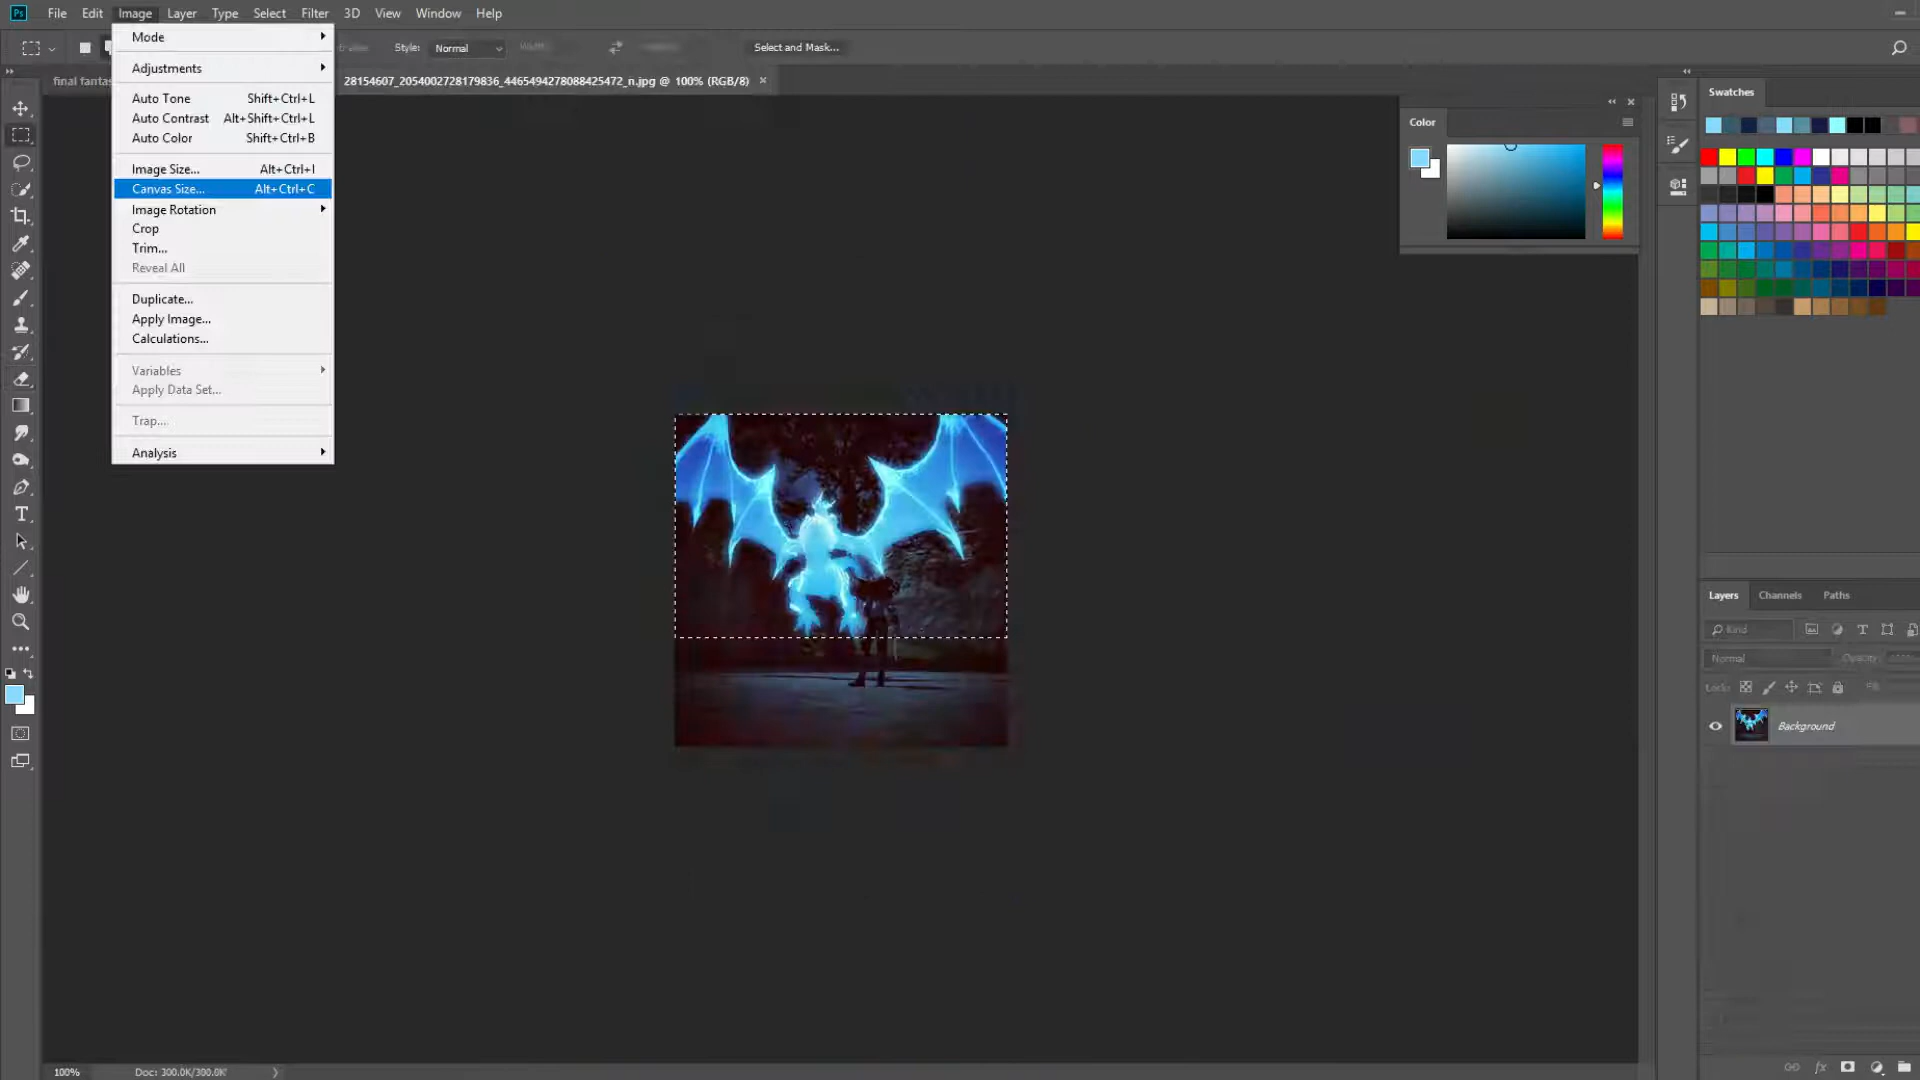 Ps File Edit Image Layer Type Select Filter 3D View Window Help
Style: Normal Select and Mask...
final fantas 28154607_2054002728179836_4465494278088425472_n.jpg @ 100% (RGB/8)
Mode
Adjustments
Auto Tone Shift+Ctrl+L
Auto Contrast Alt+Shift+Ctrl+L
Auto Color Shift+Ctrl+B
Image Size... Alt+Ctrl+I
Canvas Size... Alt+Ctrl+C
Image Rotation
Crop
Trim...
Reveal All
Duplicate...
Apply Image...
Calculations...
Variables
Apply Data Set...
Trap...
Analysis
Color
Swatches
Layers Channels Paths
Kind
Normal Opacity:
Lock:
Background
100% Doc: 300.0K/300.0K